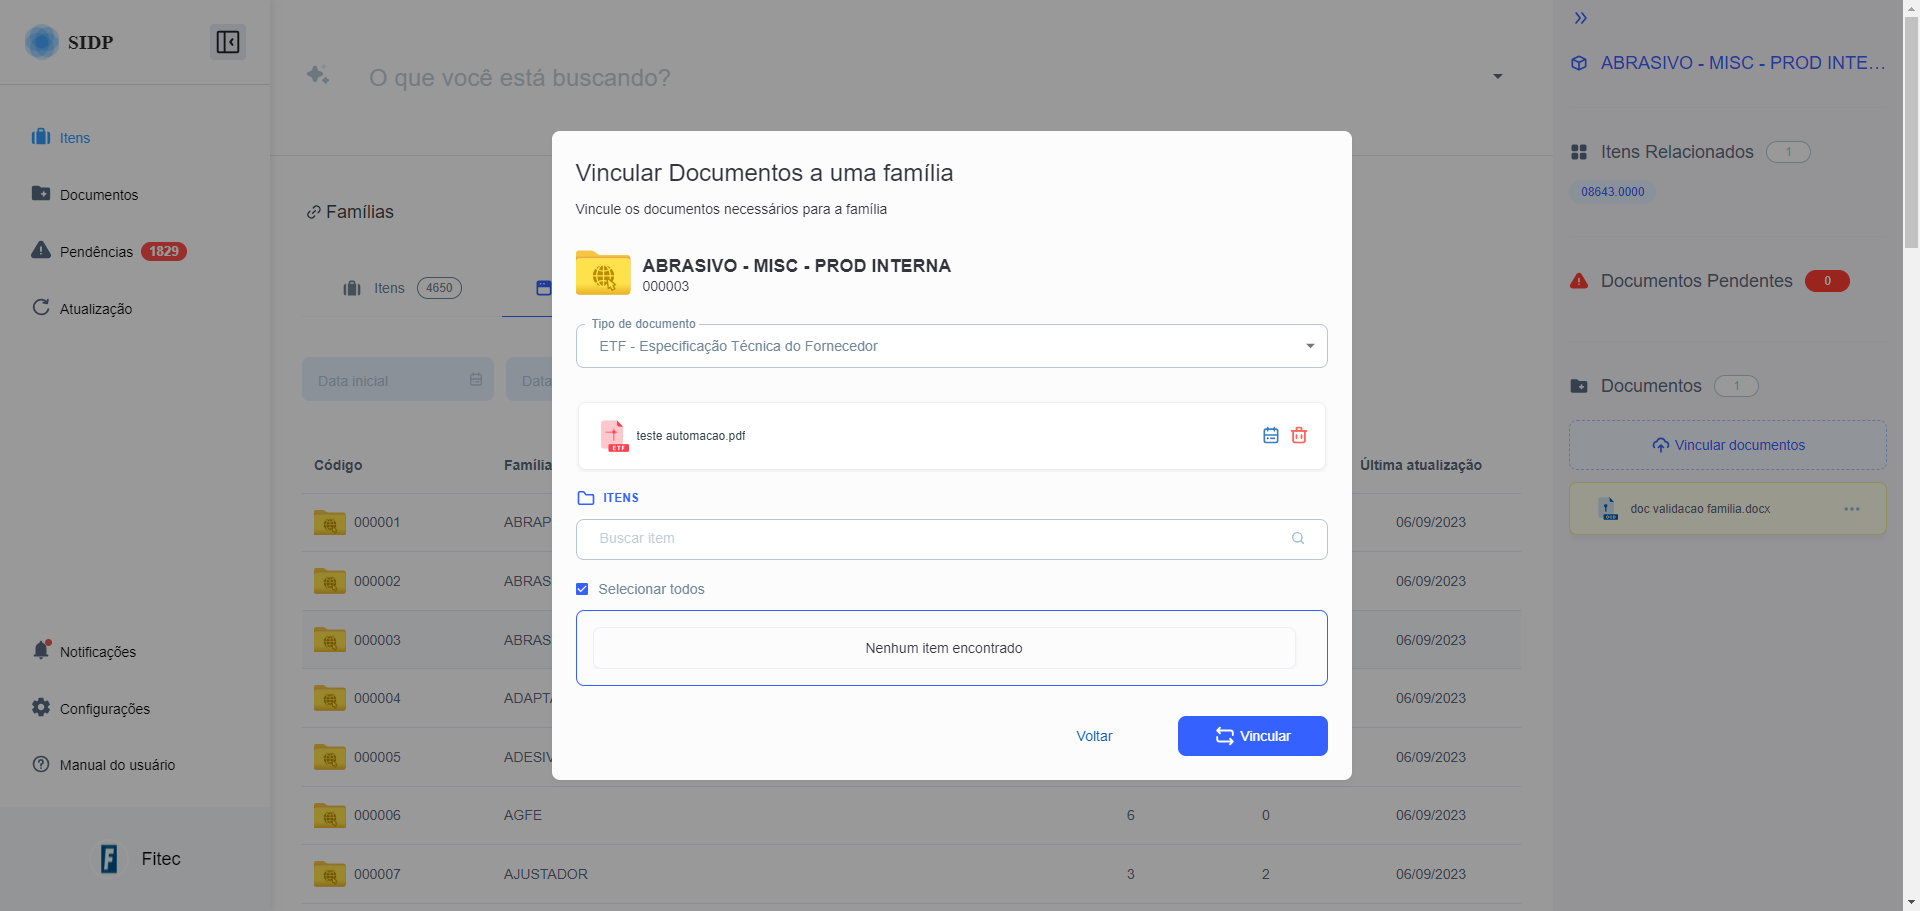 SIDP
Itens
Documentos
Pendências 1829
Atualização
Notificações
Configurações
Manual do usuário
Fitec
O que você está buscando?
Famílias
Itens 4650
Data inicial
Data
Código Família Última atualização
000001 ABRAP 06/09/2023
000002 ABRAS 06/09/2023
000003 ABRAS 06/09/2023
000004 ADAPTA 06/09/2023
000005 ADESIV 06/09/2023
000006 AGFE 6 0 06/09/2023
000007 AJUSTADOR 3 2 06/09/2023
Vincular Documentos a uma família
Vincule os documentos necessários para a família
ABRASIVO - MISC - PROD INTERNA
000003
Tipo de documento
ETF - Especificação Técnica do Fornecedor
ETF
teste automacao.pdf
ITENS
Buscar item
Selecionar todos
Nenhum item encontrado
Voltar
Vincular
ABRASIVO - MISC - PROD INTE...
Itens Relacionados 1
08643.0000
Documentos Pendentes 0
Documentos 1
Vincular documentos
doc validacao familia.docx